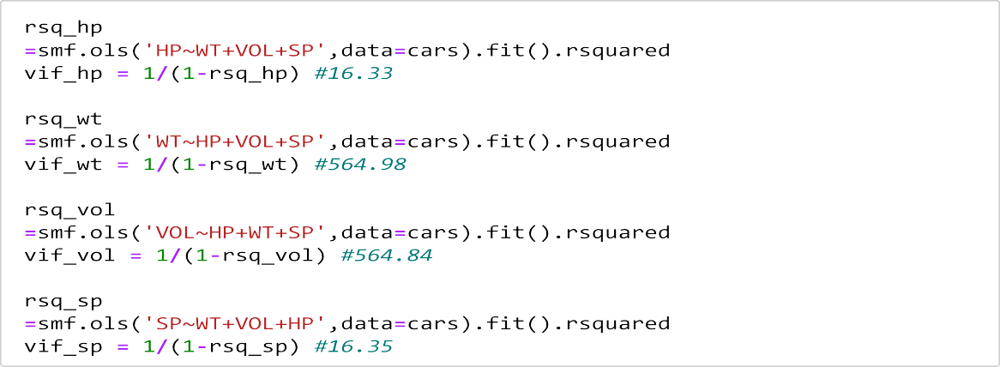 rsq_hp
=smf.ols('HP~WT+VOL+SP',data=cars).fit().rsquared
vif_hp = 1/(1-rsq_hp) #16.33
rsq_wt
=smf.ols('WT~HP+VOL+SP',data=cars).fit().rsquared
vif_wt = 1/(1-rsq_wt) #564.98
rsq_vol
=smf.ols('VOL~HP+WT+SP',data=cars).fit().rsquared
vif_vol = 1/(1-rsq_vol) #564.84
rsq_sp
=smf.ols('SP~WT+VOL+HP',data=cars).fit().rsquared
vif_sp = 1/(1-rsq_sp) #16.35